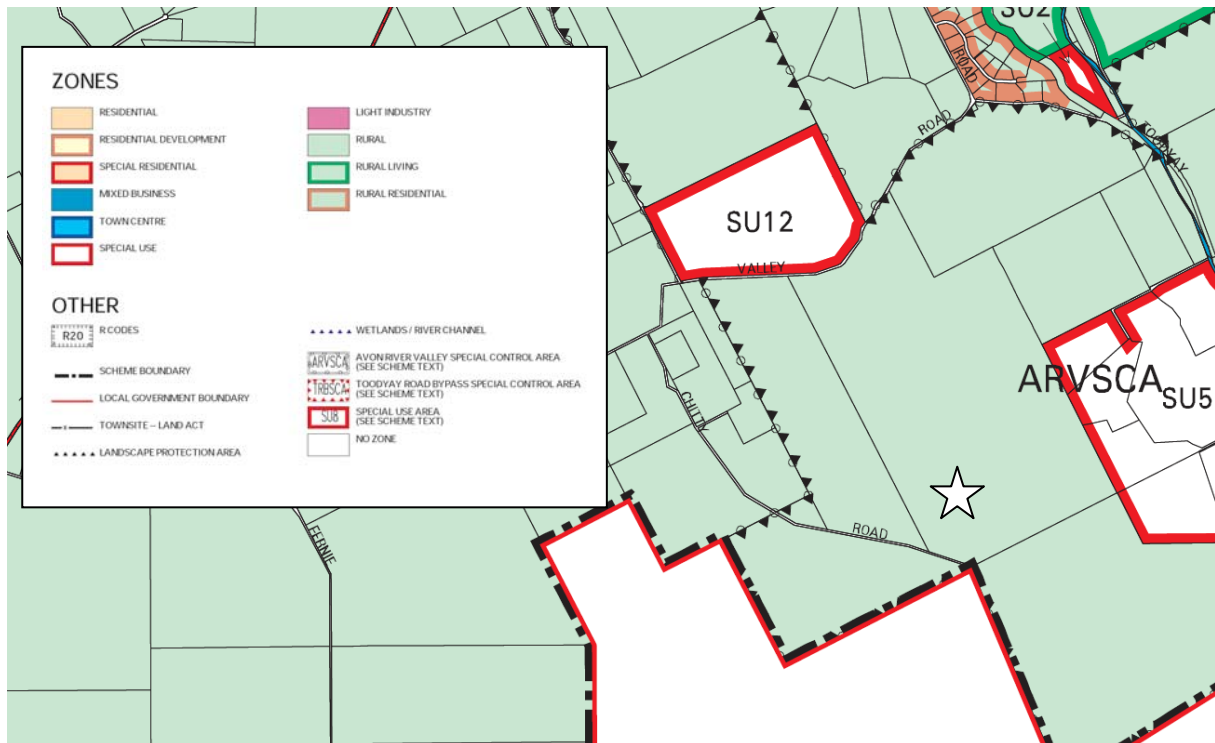 ZONES
RESIDENTIAL
RESIDENTIAL DEVELOPMENT
SPECIAL RESIDENTIAL
MIXED BUSINESS
TOWN CENTRE
SPECIAL USE
LIGHT INDUSTRY
RURAL
RURAL LIVING
RURAL RESIDENTIAL
OTHER
R20
R CODES
SCHEME BOUNDARY
LOCAL GOVERNMENT BOUNDARY
TOWNSITE - LAND ACT
LANDSCAPE PROTECTION AREA
WETLANDS / RIVER CHANNEL
ARVSCA
AVON RIVER VALLEY SPECIAL CONTROL AREA
(SEE SCHEME TEXT)
TRBSCA
TOODYAY ROAD BYPASS SPECIAL CONTROL AREA
(SEE SCHEME TEXT)
SU8
SPECIAL USE AREA
(SEE SCHEME TEXT)
NO ZONE
SU2
ROAD
ROAD
TOODYAY
SU12
VALLEY
ARVSCA
SU5
CHITTY
ROAD
FERNIE